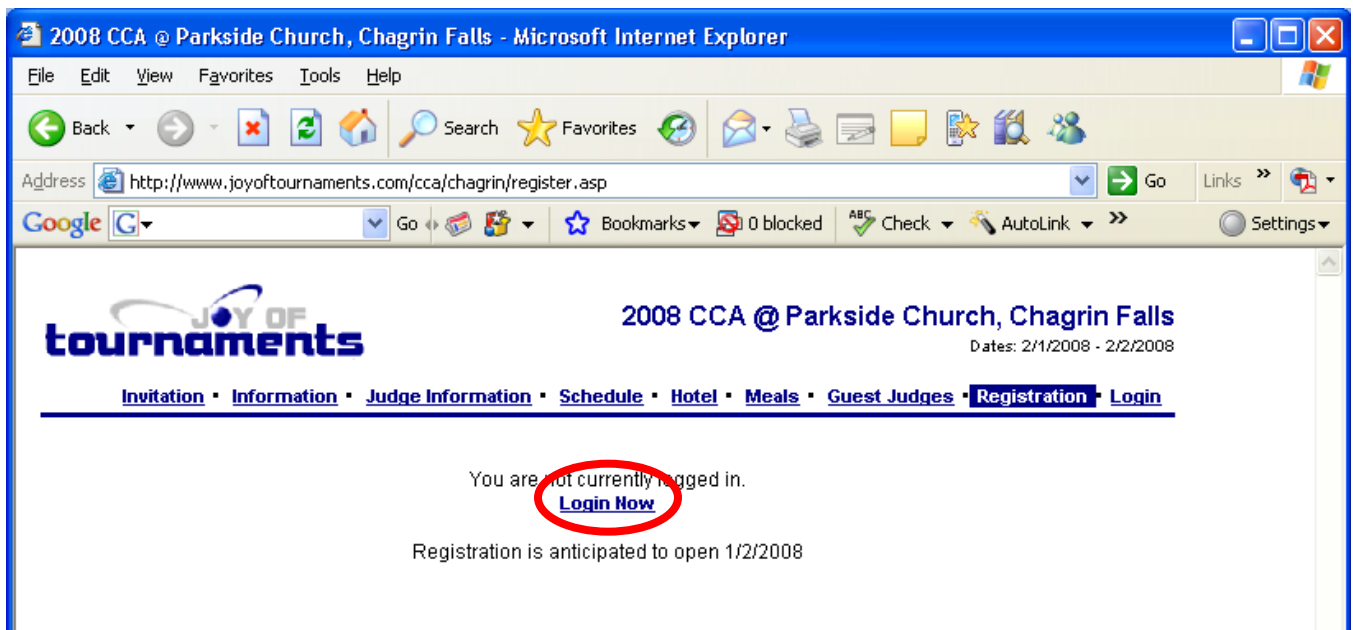 2008 CCA @ Parkside Church, Chagrin Falls - Microsoft Internet Explorer
File Edit View Favorites Tools Help
Back Search Favorites
Address http://www.joyoftournaments.com/cca/chagrin/register.asp Go Links »
Google G Go Bookmarks 0 blocked ABC Check AutoLink » Settings
JOY OF
tournaments
2008 CCA @ Parkside Church, Chagrin Falls
Dates: 2/1/2008 - 2/2/2008
Invitation ▪ Information ▪ Judge Information ▪ Schedule ▪ Hotel ▪ Meals ▪ Guest Judges ▪ Registration ▪ Login
You are not currently logged in.
Login Now
Registration is anticipated to open 1/2/2008